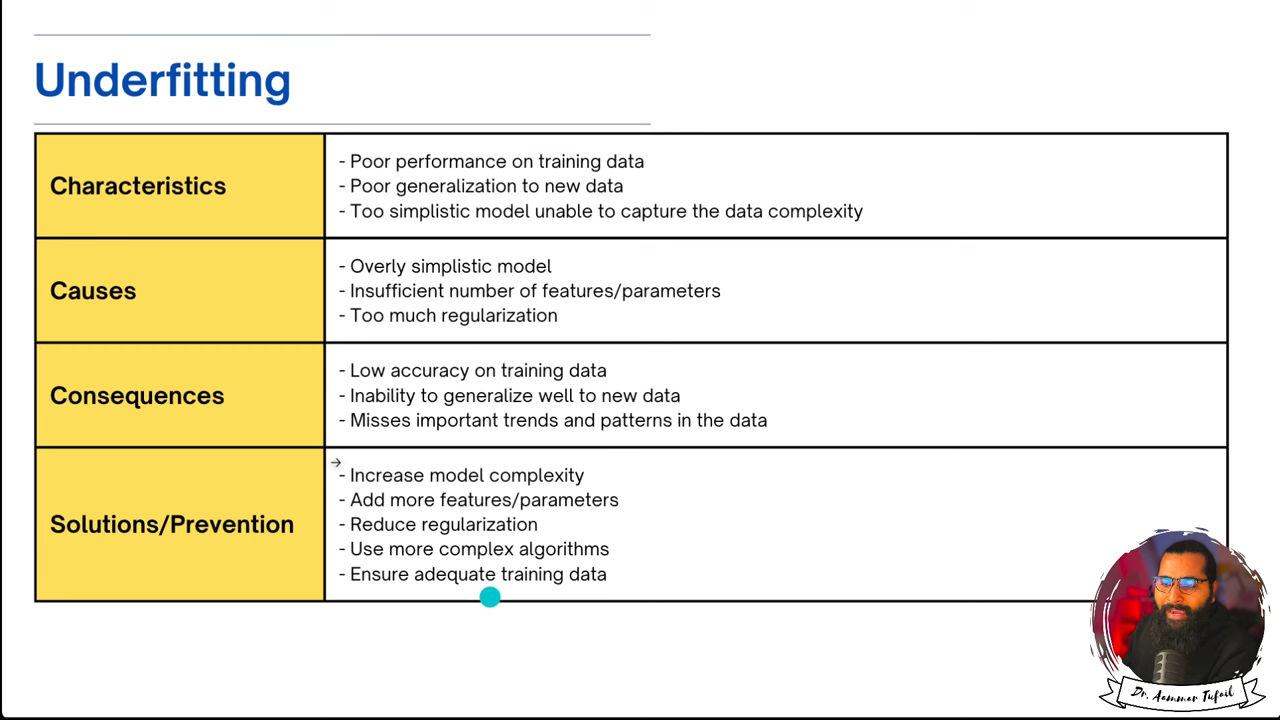 Underfitting
Characteristics
- Poor performance on training data
- Poor generalization to new data
- Too simplistic model unable to capture the data complexity
Causes
- Overly simplistic model
- Insufficient number of features/parameters
- Too much regularization
Consequences
- Low accuracy on training data
- Inability to generalize well to new data
- Misses important trends and patterns in the data
Solutions/Prevention
- Increase model complexity
- Add more features/parameters
- Reduce regularization
- Use more complex algorithms
- Ensure adequate training data
Dr. Aammar Tufail